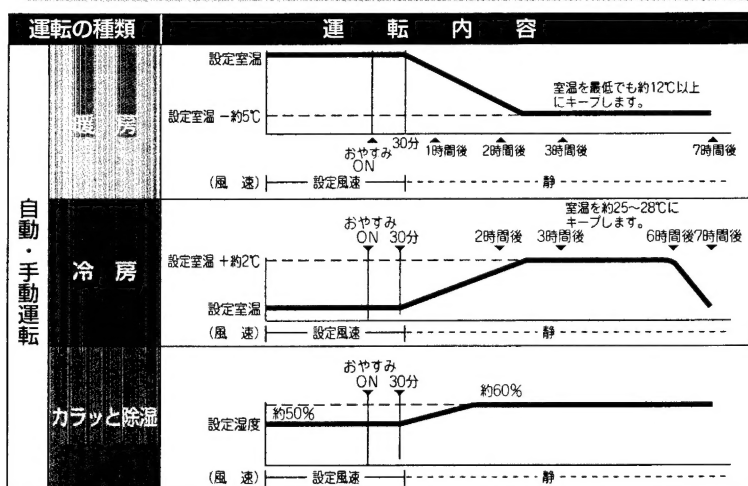 運転の種類
運転内容
自動・手動運転
暖房
設定室温
設定室温－約5℃
室温を最低でも約12℃以上
にキープします。
おやすみ
ON
30分
1時間後
2時間後
3時間後
7時間後
（風 速）
設定風速
静
冷房
おやすみ
ON
30分
室温を約25～28℃に
キープします。
2時間後
3時間後
6時間後
7時間後
設定室温＋約2℃
設定室温
（風 速）
設定風速
静
カラッと除湿
おやすみ
ON
30分
約50%
約60%
設定湿度
（風 速）
設定風速
静